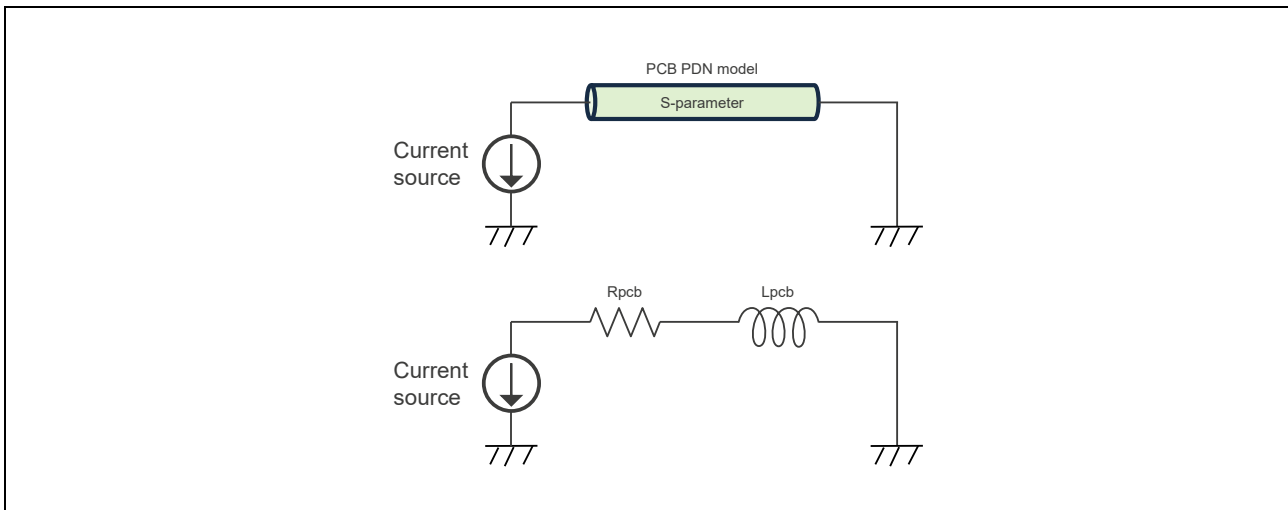 PCB PDN model
S-parameter
Current
source
Rpcb
Lpcb
Current
source